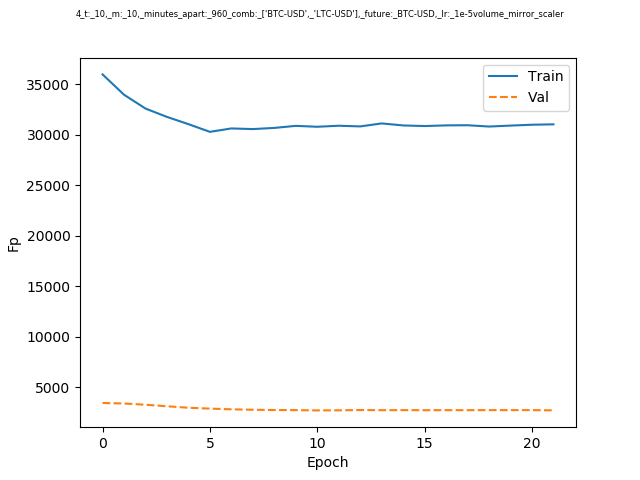 4_t:_10,_m:_10,_minutes_apart:_960_comb:_['BTC-USD',_'LTC-USD'],_future:_BTC-USD,_lr:_1e-5volume_mirror_scaler
Train
Val
35000
30000
25000
20000
15000
10000
5000
Fp
0 5 10 15 20
Epoch